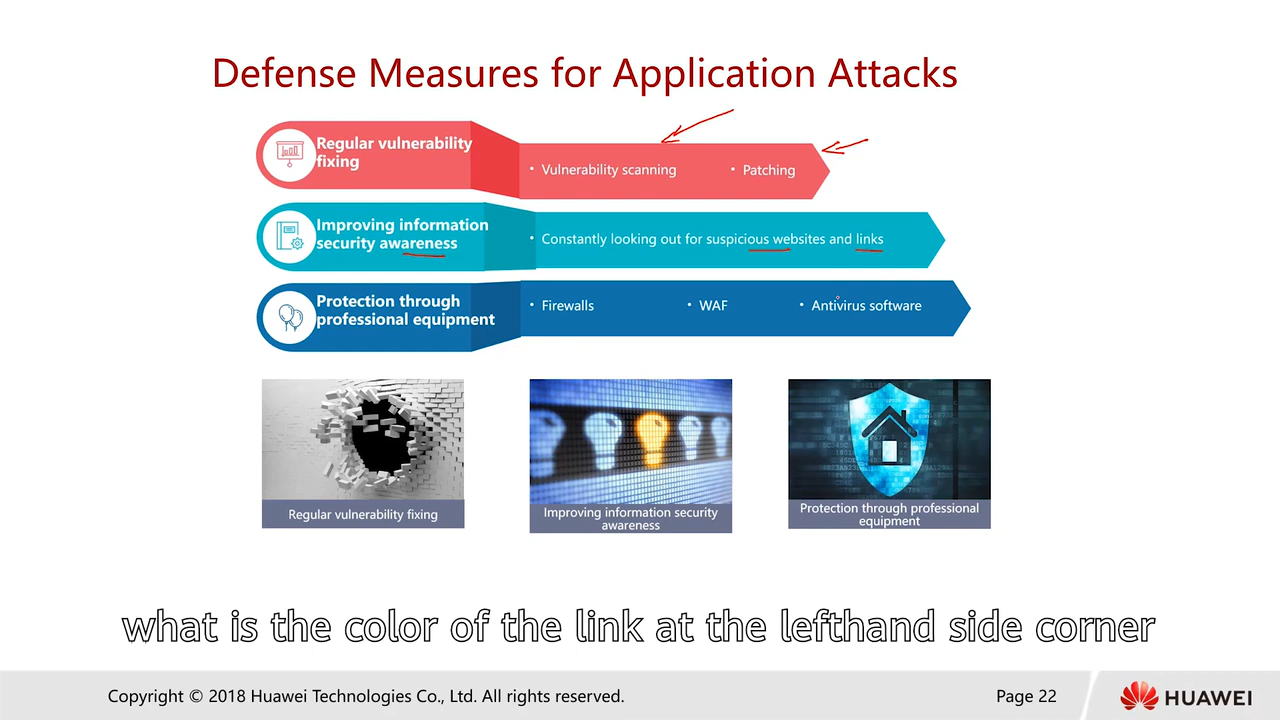 Defense Measures for Application Attacks
Regular vulnerability
fixing
• Vulnerability scanning • Patching
Improving information
security awareness
• Constantly looking out for suspicious websites and links
Protection through
professional equipment
• Firewalls • WAF • Antivirus software
Regular vulnerability fixing
Improving information security
awareness
Protection through professional
equipment
what is the color of the link at the lefthand side corner
Copyright © 2018 Huawei Technologies Co., Ltd. All rights reserved.
Page 22
HUAWEI